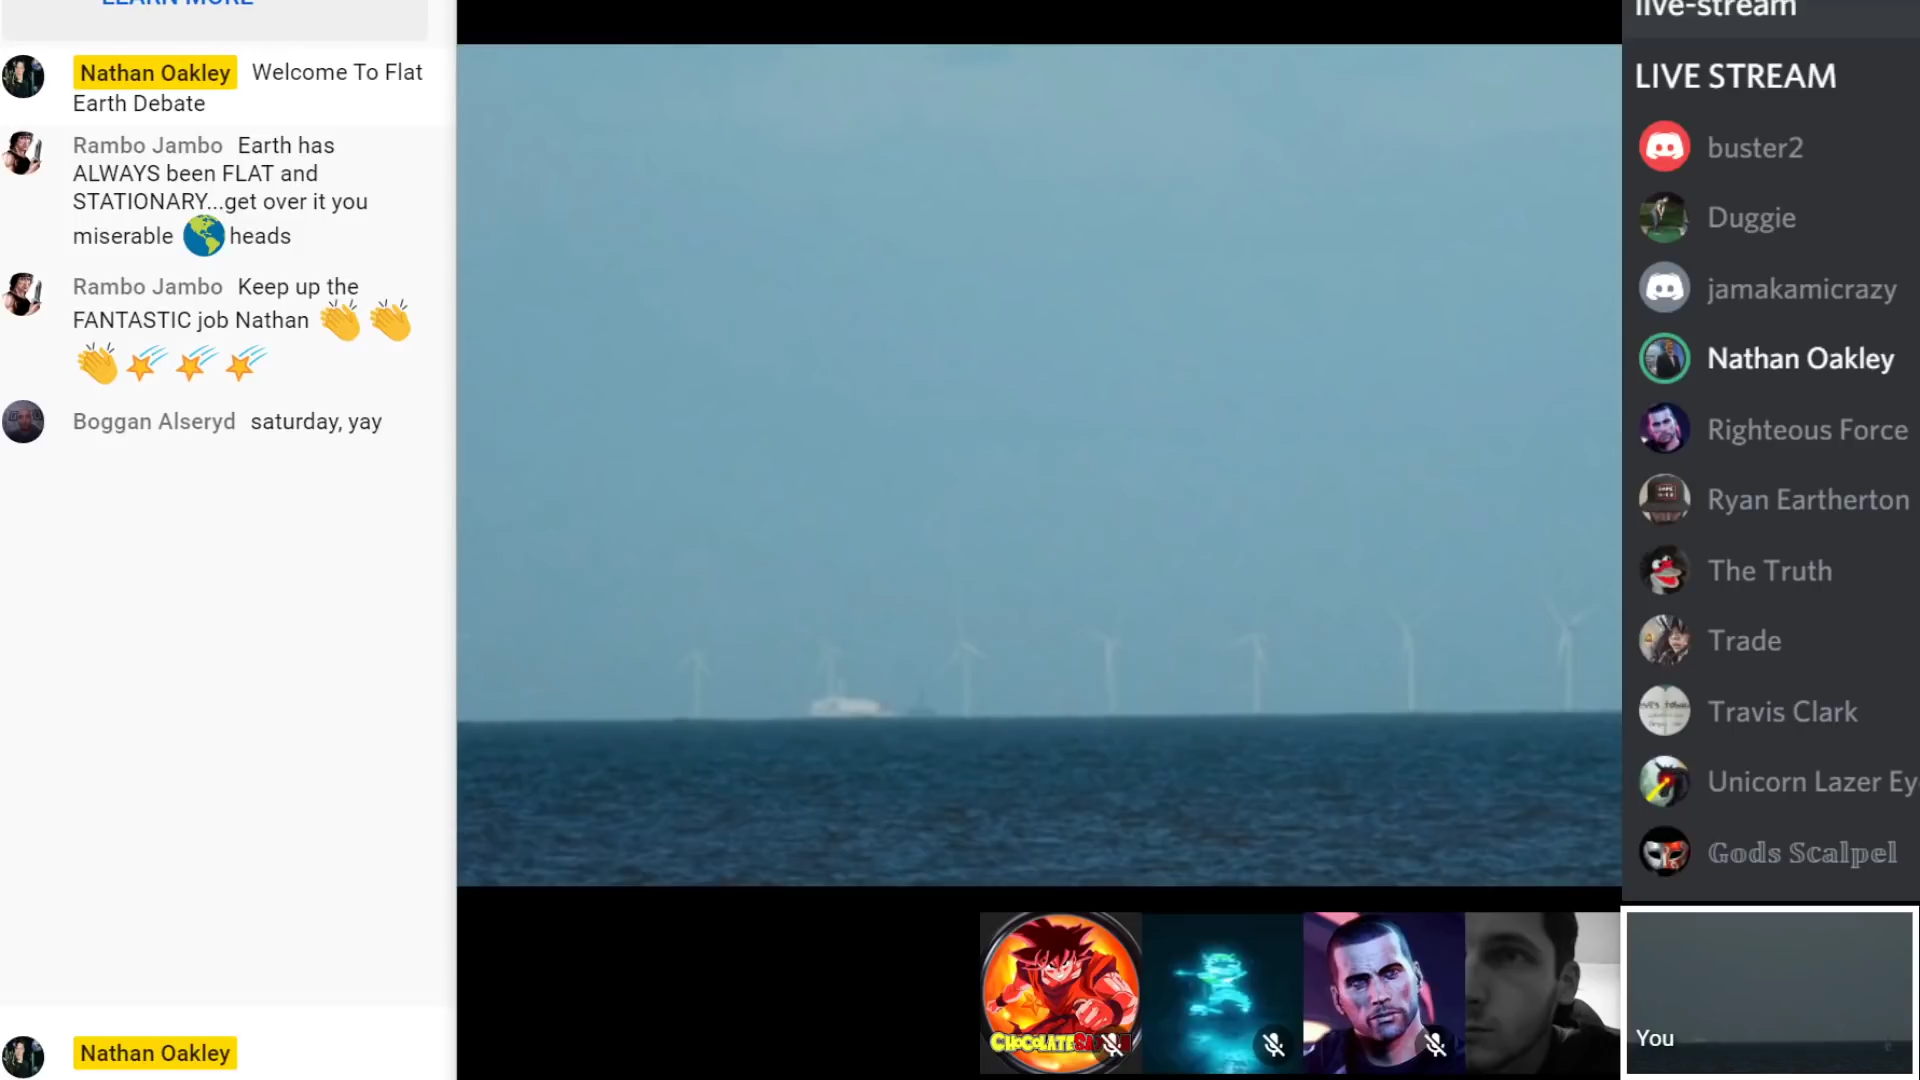 LEARN MORE
Nathan Oakley Welcome To Flat
Earth Debate
Rambo Jambo Earth has
ALWAYS been FLAT and
STATIONARY...get over it you
miserable 🌎 heads
Rambo Jambo Keep up the
FANTASTIC job Nathan 👏 👏
👏 🌠 🌠 🌠
Boggan Alseryd saturday, yay
Nathan Oakley
live-stream
LIVE STREAM
buster2
Duggie
jamakamicrazy
Nathan Oakley
Righteous Force
Ryan Eartherton
The Truth
Trade
Travis Clark
Unicorn Lazer Ey
Gods Scalpel
You